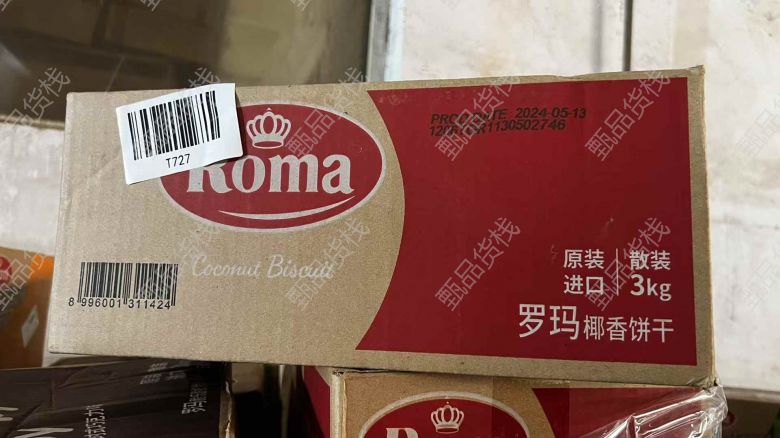 PROD DATE 2024-05-13
T727
Roma
Coconut Biscuit
8 996001 311424
原装 散装
进口 3kg
罗玛椰香饼干
Roma
甄品货栈